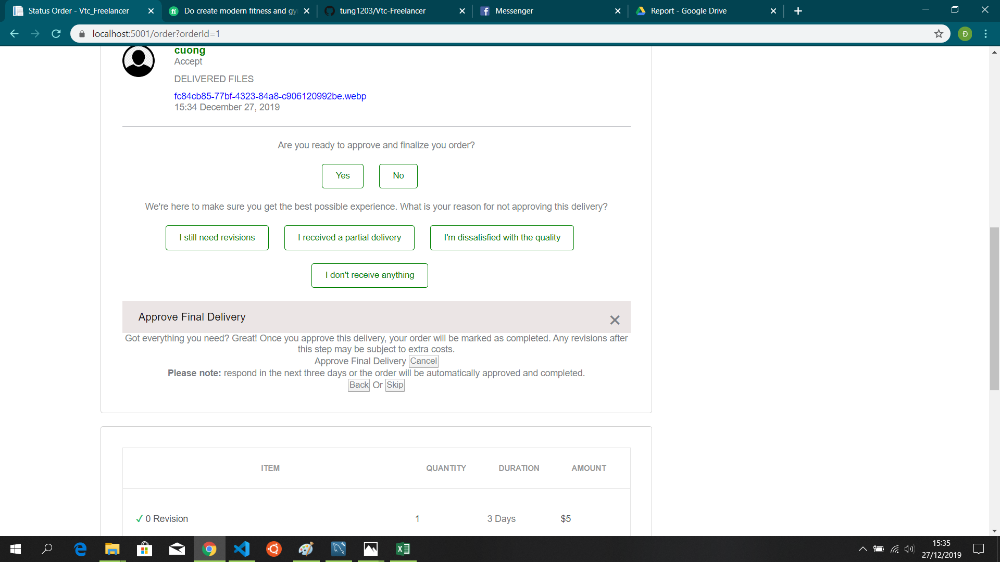 Status Order - Vtc_Freelancer
Do create modern fitness and gy
tung1203/Vtc-Freelancer
Messenger
Report - Google Drive
localhost:5001/order?orderId=1
Đ
cuong
Accept
DELIVERED FILES
fc84cb85-77bf-4323-84a8-c906120992be.webp
15:34 December 27, 2019
Are you ready to approve and finalize you order?
Yes
No
We're here to make sure you get the best possible experience. What is your reason for not approving this delivery?
I still need revisions
I received a partial delivery
I'm dissatisfied with the quality
I don't receive anything
Approve Final Delivery
Got everything you need? Great! Once you approve this delivery, your order will be marked as completed. Any revisions after
this step may be subject to extra costs.
Approve Final Delivery Cancel
Please note: respond in the next three days or the order will be automatically approved and completed.
Back Or Skip
ITEM QUANTITY DURATION AMOUNT
✓ 0 Revision 1 3 Days $5
15:35
27/12/2019